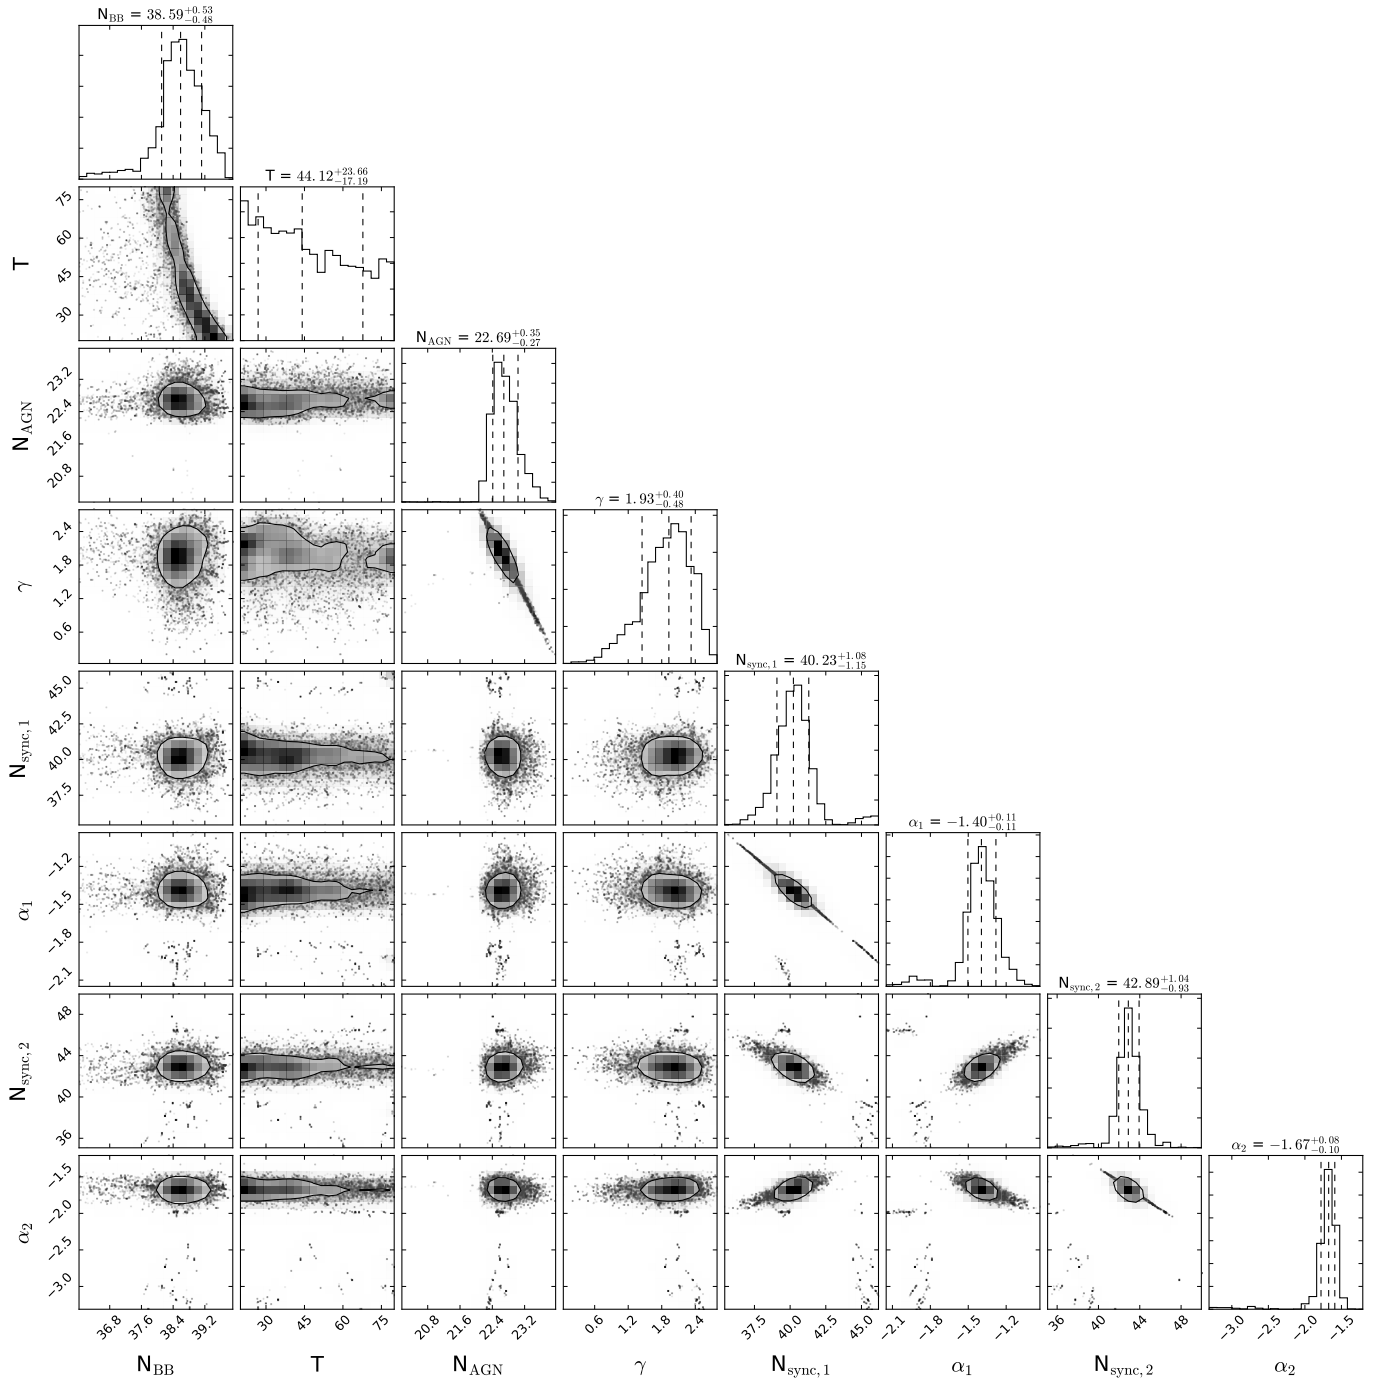 N_BB = 38.59^{+0.53}_{−0.48}
T = 44.12^{+23.66}_{−17.19}
75
60
45
30
T
N_AGN = 22.69^{+0.35}_{−0.27}
23.2
22.4
21.6
20.8
N_AGN
γ = 1.93^{+0.40}_{−0.48}
2.4
1.8
1.2
0.6
γ
N_sync,1 = 40.23^{+1.08}_{−1.15}
45.0
42.5
40.0
37.5
N_sync,1
α_1 = −1.40^{+0.11}_{−0.11}
−1.2
−1.5
−1.8
−2.1
α_1
N_sync,2 = 42.89^{+1.04}_{−0.93}
48
44
40
36
N_sync,2
α_2 = −1.67^{+0.08}_{−0.10}
−1.5
−2.0
−2.5
−3.0
α_2
36.8 37.6 38.4 39.2 30 45 60 75 20.8 21.6 22.4 23.2 0.6 1.2 1.8 2.4 37.5 40.0 42.5 45.0 −2.1 −1.8 −1.5 −1.2 36 40 44 48 −3.0 −2.5 −2.0 −1.5
N_BB T N_AGN γ N_sync,1 α_1 N_sync,2 α_2